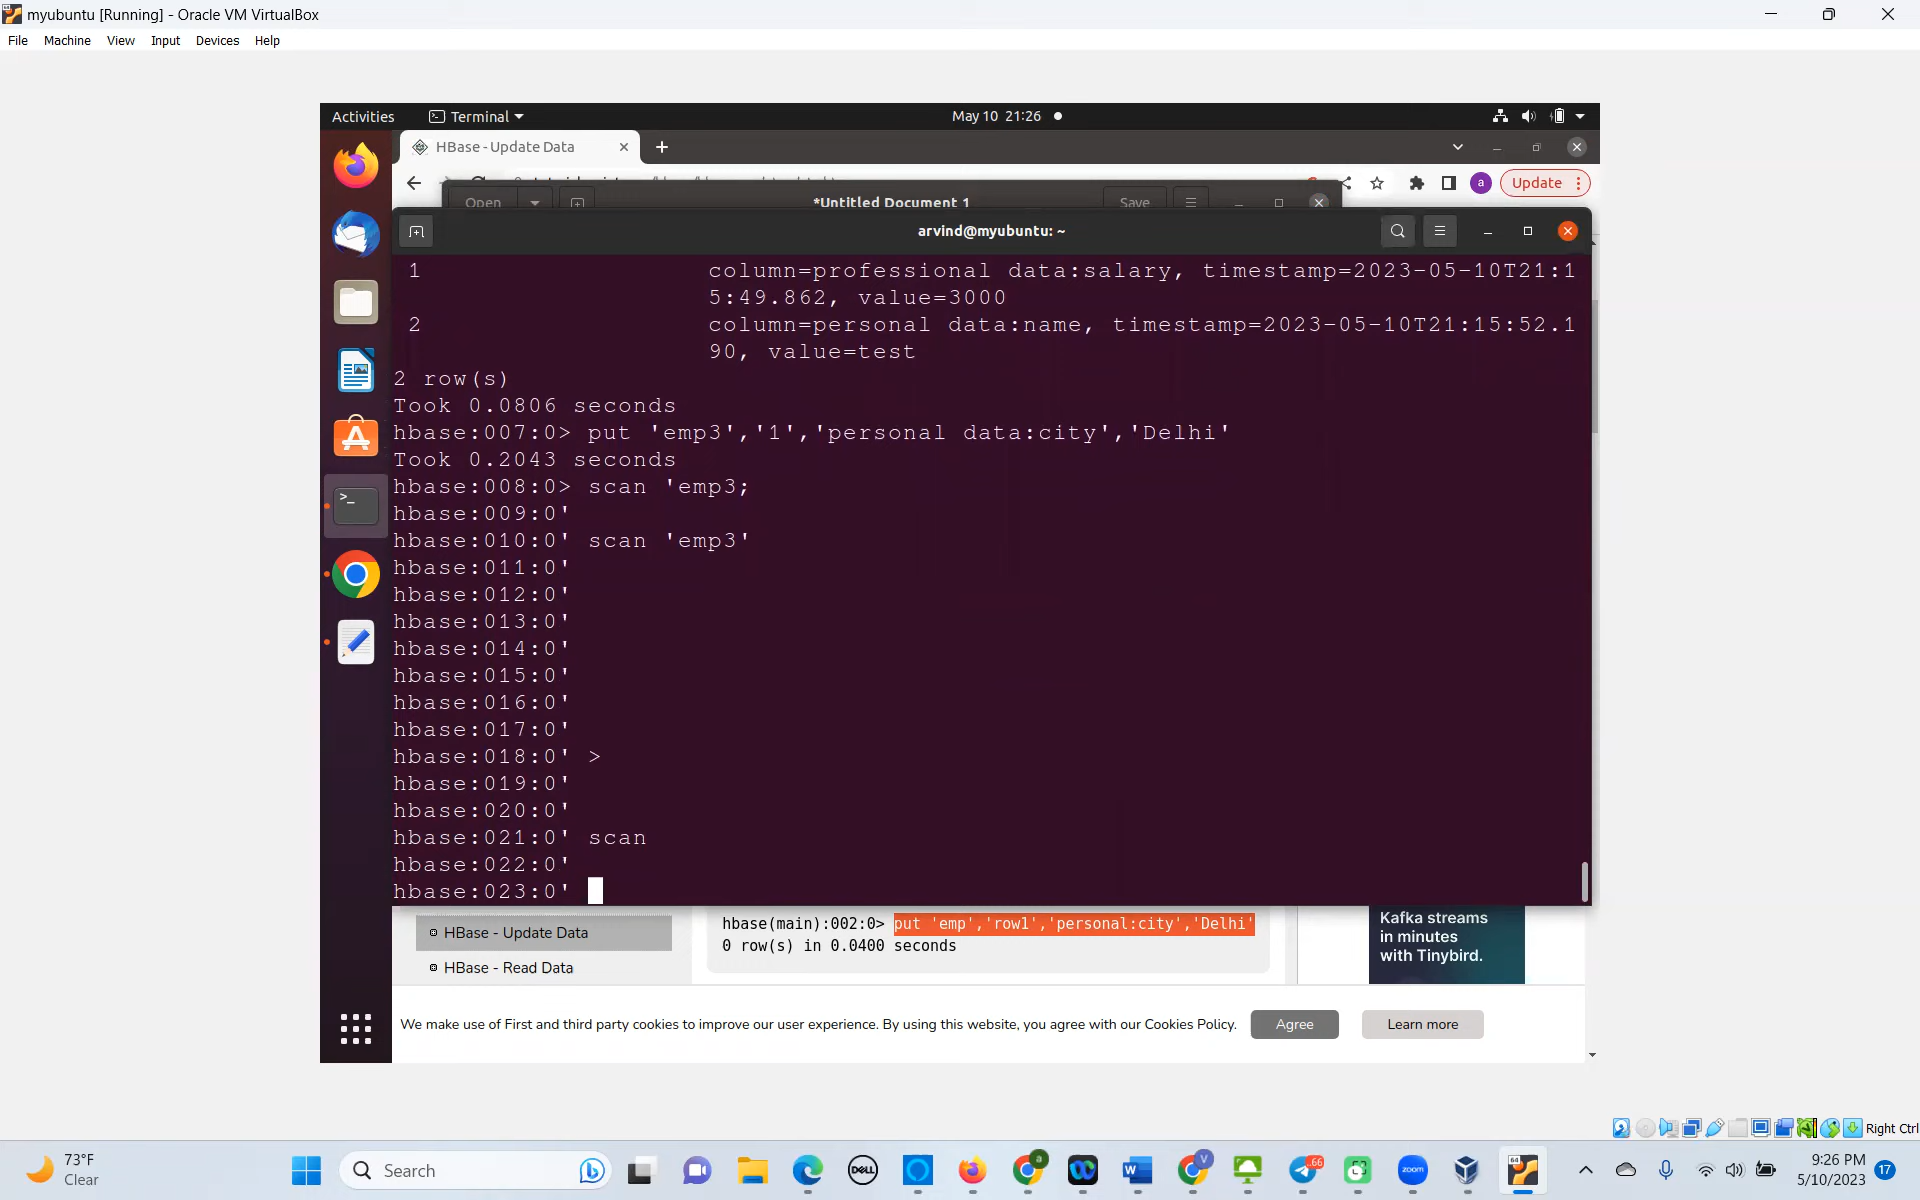 myubuntu [Running] - Oracle VM VirtualBox
File Machine View Input Devices Help
Activities Terminal May 10 21:26
HBase - Update Data
a Update
Open *Untitled Document 1 Save
arvind@myubuntu: ~
1 column=professional data:salary, timestamp=2023-05-10T21:1
5:49.862, value=3000
2 column=personal data:name, timestamp=2023-05-10T21:15:52.1
90, value=test
2 row(s)
Took 0.0806 seconds
hbase:007:0> put 'emp3','1','personal data:city','Delhi'
Took 0.2043 seconds
hbase:008:0> scan 'emp3;
hbase:009:0'
hbase:010:0' scan 'emp3'
hbase:011:0'
hbase:012:0'
hbase:013:0'
hbase:014:0'
hbase:015:0'
hbase:016:0'
hbase:017:0'
hbase:018:0' >
hbase:019:0'
hbase:020:0'
hbase:021:0' scan
hbase:022:0'
hbase:023:0'
HBase - Update Data
HBase - Read Data
hbase(main):002:0> put 'emp','row1','personal:city','Delhi'
0 row(s) in 0.0400 seconds
Kafka streams
in minutes
with Tinybird.
We make use of First and third party cookies to improve our user experience. By using this website, you agree with our Cookies Policy. Agree Learn more
Right Ctrl
73°F
Clear
Search
DELL
a
W
V
66
zoom
64
9:26 PM
5/10/2023
17